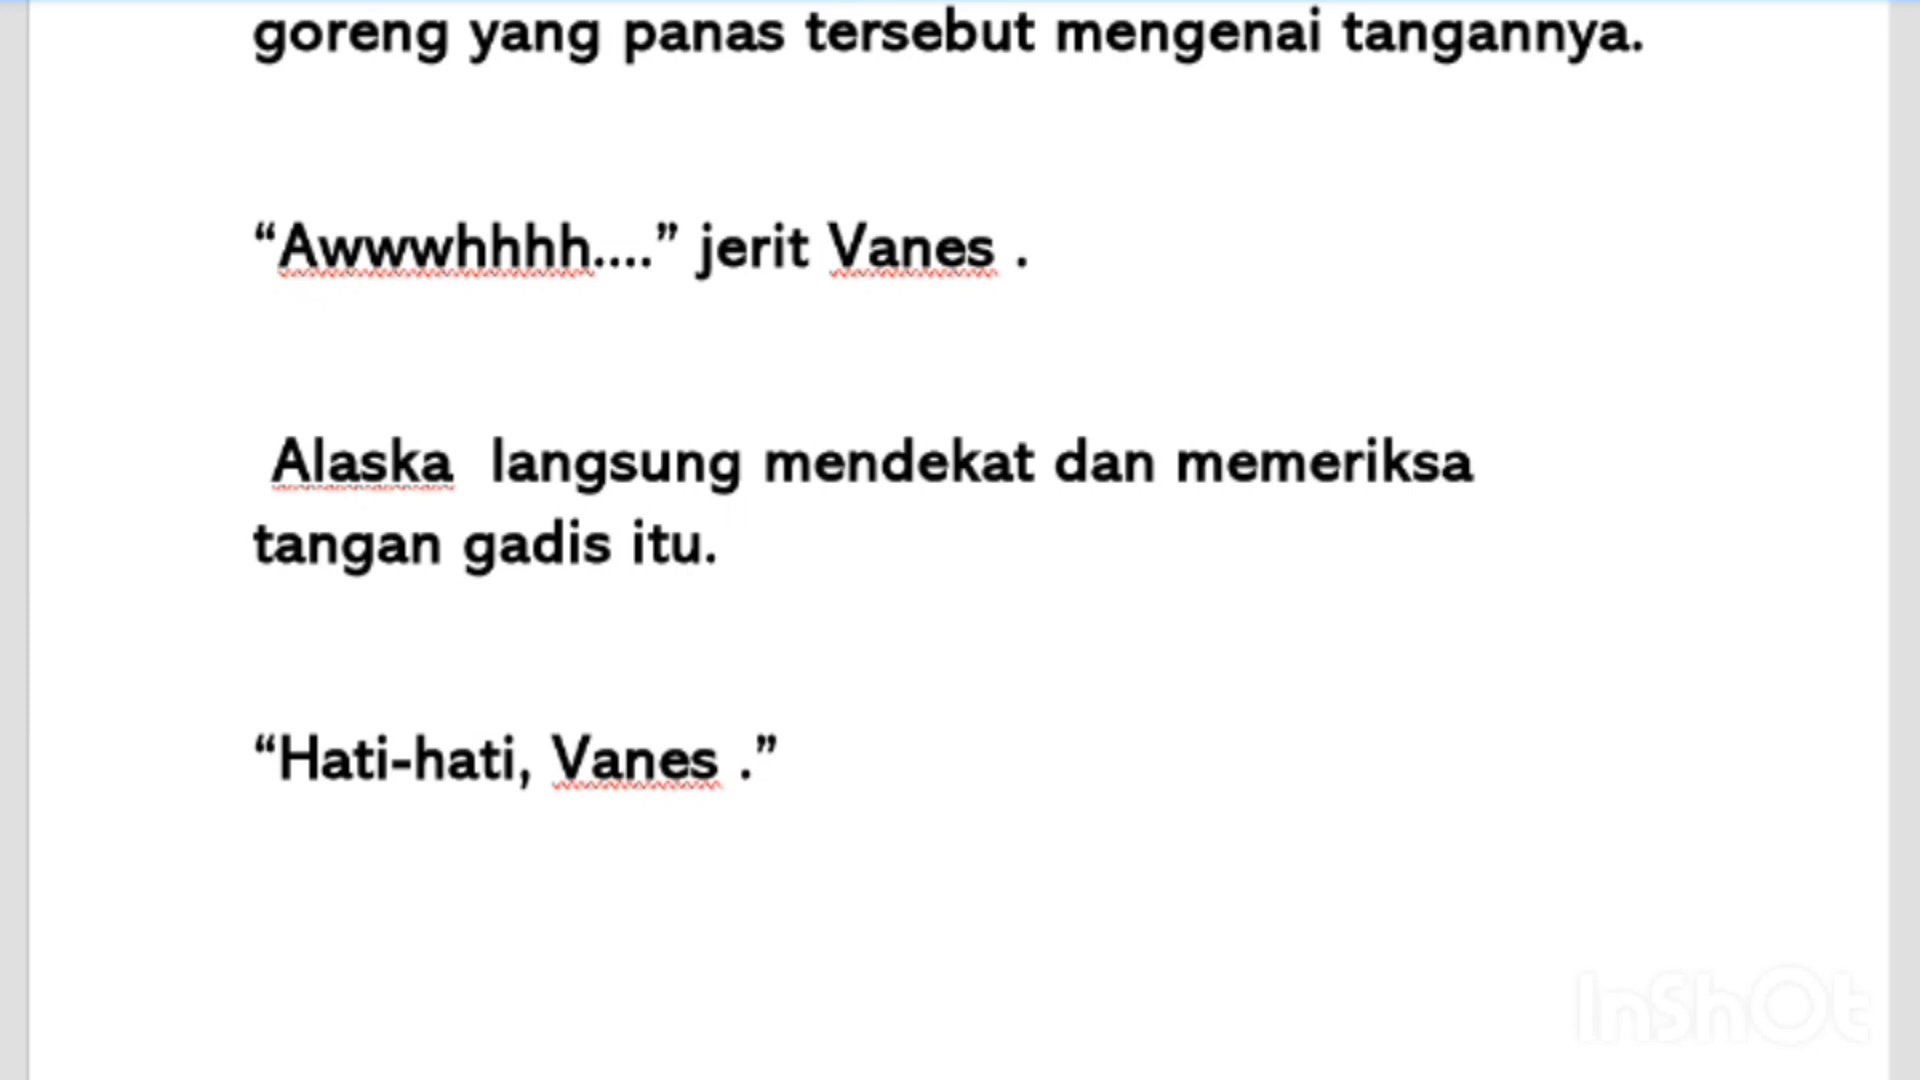 goreng yang panas tersebut mengenai tangannya.
“Awwwhhhh....” jerit Vanes .
Alaska  langsung mendekat dan memeriksa
tangan gadis itu.
“Hati-hati, Vanes .”
InShOt